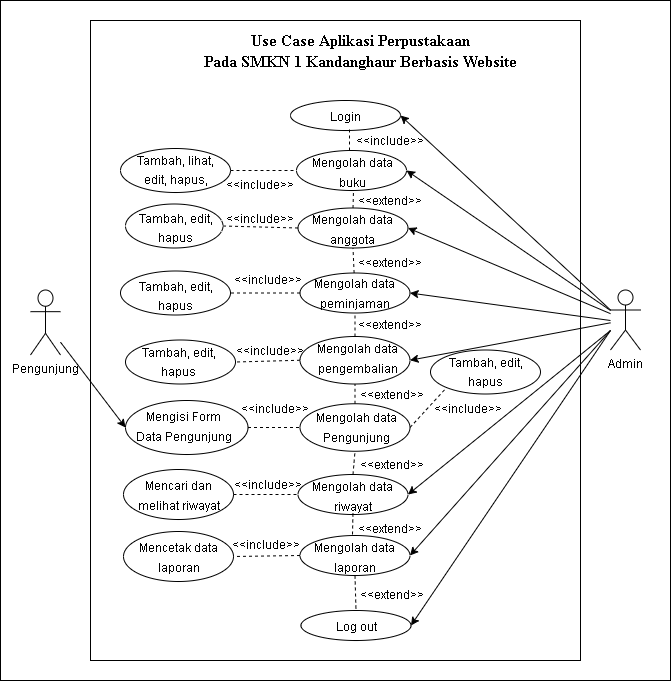 Use Case Aplikasi Perpustakaan
Pada SMKN 1 Kandanghaur Berbasis Website
Login
<<include>>
Tambah, lihat,
edit, hapus,
<<include>>
Mengolah data
buku
<<extend>>
Tambah, edit,
hapus
<<include>>
Mengolah data
anggota
<<extend>>
Tambah, edit,
hapus
<<include>>
Mengolah data
peminjaman
<<extend>>
Tambah, edit,
hapus
<<include>>
Mengolah data
pengembalian
Tambah, edit,
hapus
Pengunjung
Admin
<<extend>>
<<include>>
Mengisi Form
Data Pengunjung
<<include>>
Mengolah data
Pengunjung
<<extend>>
Mencari dan
melihat riwayat
<<include>>
Mengolah data
riwayat
<<extend>>
Mencetak data
laporan
<<include>>
Mengolah data
laporan
<<extend>>
Log out